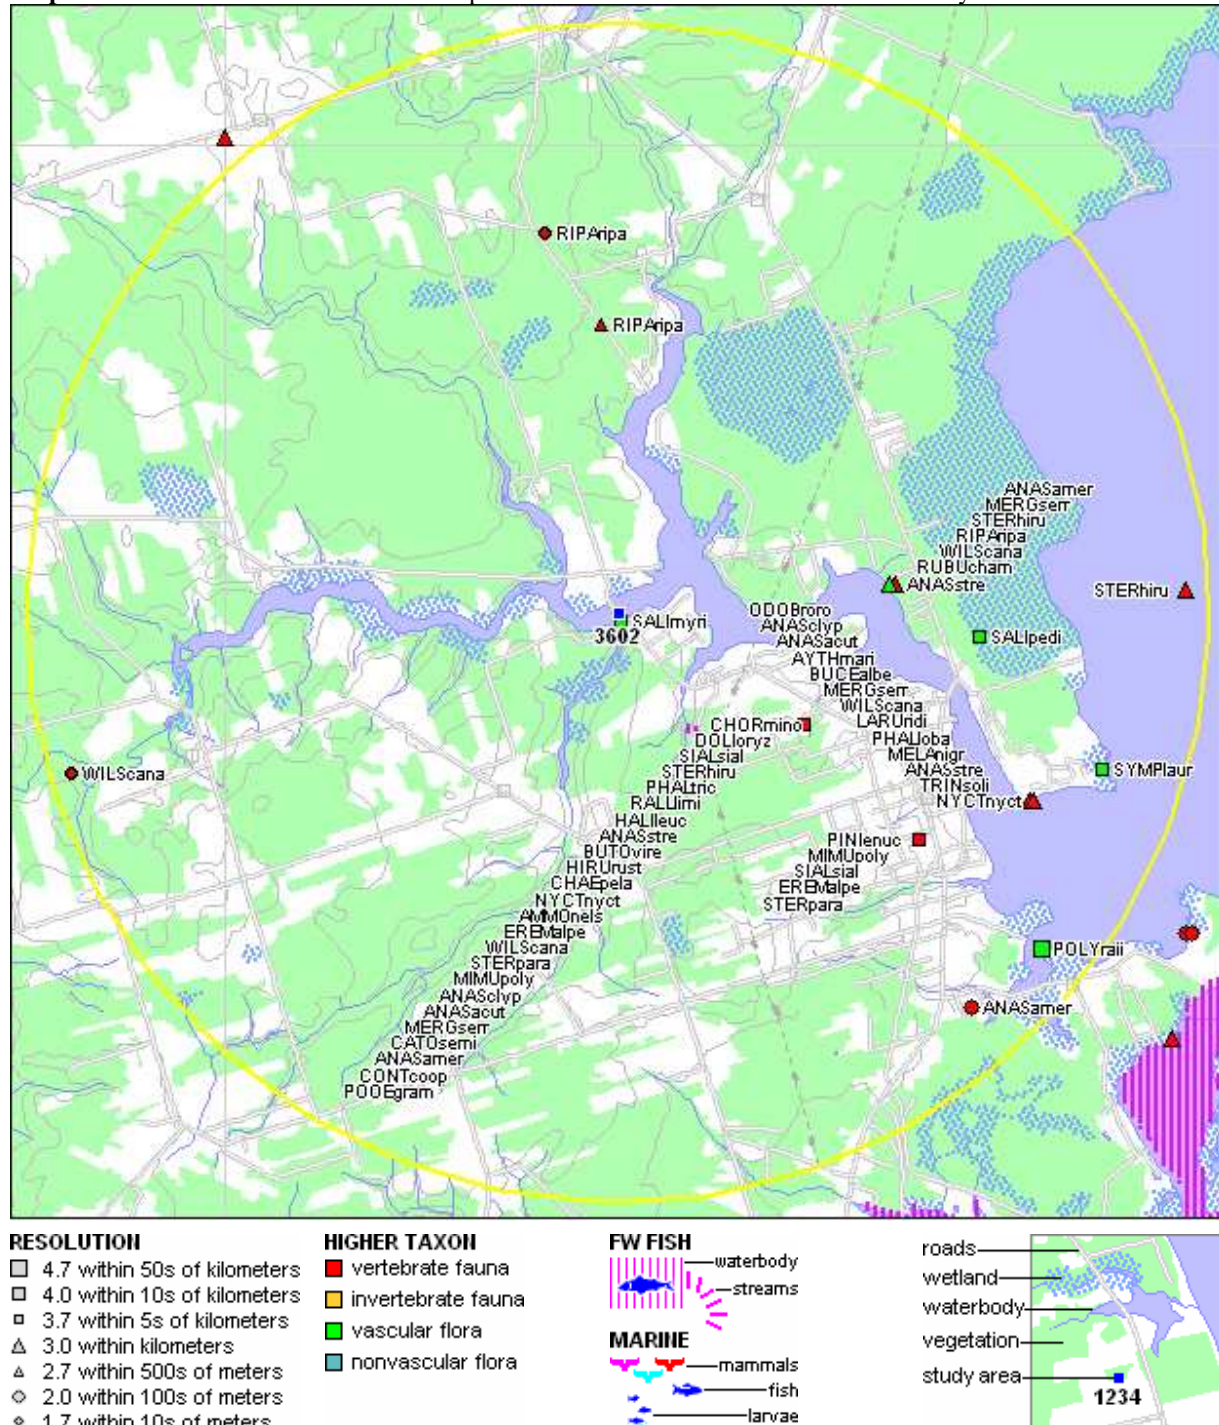 RIPAripa
RIPAripa
ANASamer
MERGserr
STERhiru
RIPAripa
WILScana
RUBUcham
ANASstre
STERhiru
SALImyri
3602
SALIpedi
ODOBroro
ANASclyp
ANASacut
AYTHmari
BUCEalbe
MERGserr
WILScana
LARUridi
PHALloba
MELAnigr
ANASstre
TRINsoli
NYCTnyct
CHORmino
DOLIoryz
SIALsial
STERhiru
PHALtric
RALLlimi
HALIleuc
ANASstre
BUTOvire
HIRUrust
CHAEpela
NYCTnyct
AMMOnels
EREMalpe
WILScana
STERpara
MIMUpoly
ANASclyp
ANASacut
MERGserr
CATOsemi
ANASamer
CONTcoop
POOEgram
WILScana
SYMPlaur
PINIenuc
MIMUpoly
SIALsial
EREMalpe
STERpara
POLYraii
ANASamer
RESOLUTION
4.7 within 50s of kilometers
4.0 within 10s of kilometers
3.7 within 5s of kilometers
3.0 within kilometers
2.7 within 500s of meters
2.0 within 100s of meters
1.7 within 10s of meters
HIGHER TAXON
vertebrate fauna
invertebrate fauna
vascular flora
nonvascular flora
FW FISH
waterbody
streams
MARINE
mammals
fish
larvae
roads
wetland
waterbody
vegetation
study area
1234